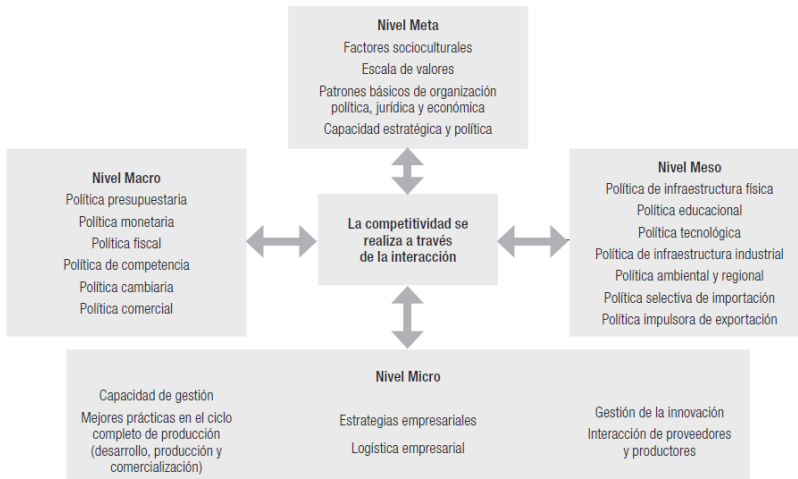 Nivel Meta
Factores socioculturales
Escala de valores
Patrones básicos de organización
política, jurídica y económica
Capacidad estratégica y política
Nivel Macro
Política presupuestaria
Política monetaria
Política fiscal
Política de competencia
Política cambiaria
Política comercial
La competitividad se
realiza a través
de la interacción
Nivel Meso
Política de infraestructura física
Política educacional
Política tecnológica
Política de infraestructura industrial
Política ambiental y regional
Política selectiva de importación
Política impulsora de exportación
Nivel Micro
Capacidad de gestión
Mejores prácticas en el ciclo
completo de producción
(desarrollo, producción y
comercialización)
Estrategias empresariales
Logística empresarial
Gestión de la innovación
Interacción de proveedores
y productores